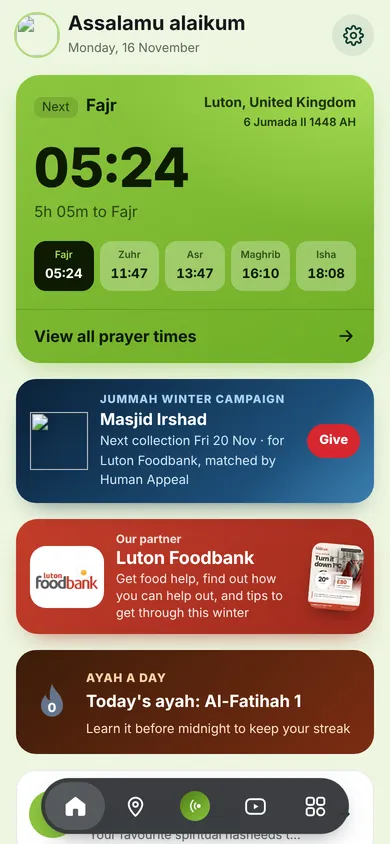 Assalamu alaikum
Monday, 16 November
Next Fajr
Luton, United Kingdom
6 Jumada II 1448 AH
05:24
5h 05m to Fajr
Fajr Zuhr Asr Maghrib Isha
05:24 11:47 13:47 16:10 18:08
View all prayer times
JUMMAH WINTER CAMPAIGN
Masjid Irshad
Next collection Fri 20 Nov · for
Luton Foodbank, matched by
Human Appeal
Give
Our partner
Luton Foodbank
Get food help, find out how
you can help out, and tips to
get through this winter
luton
foodbank
Turn it
down 1°C
20°
£80
AYAH A DAY
Today's ayah: Al-Fatihah 1
Learn it before midnight to keep your streak
0
Your favourite spiritual nasheeds t...